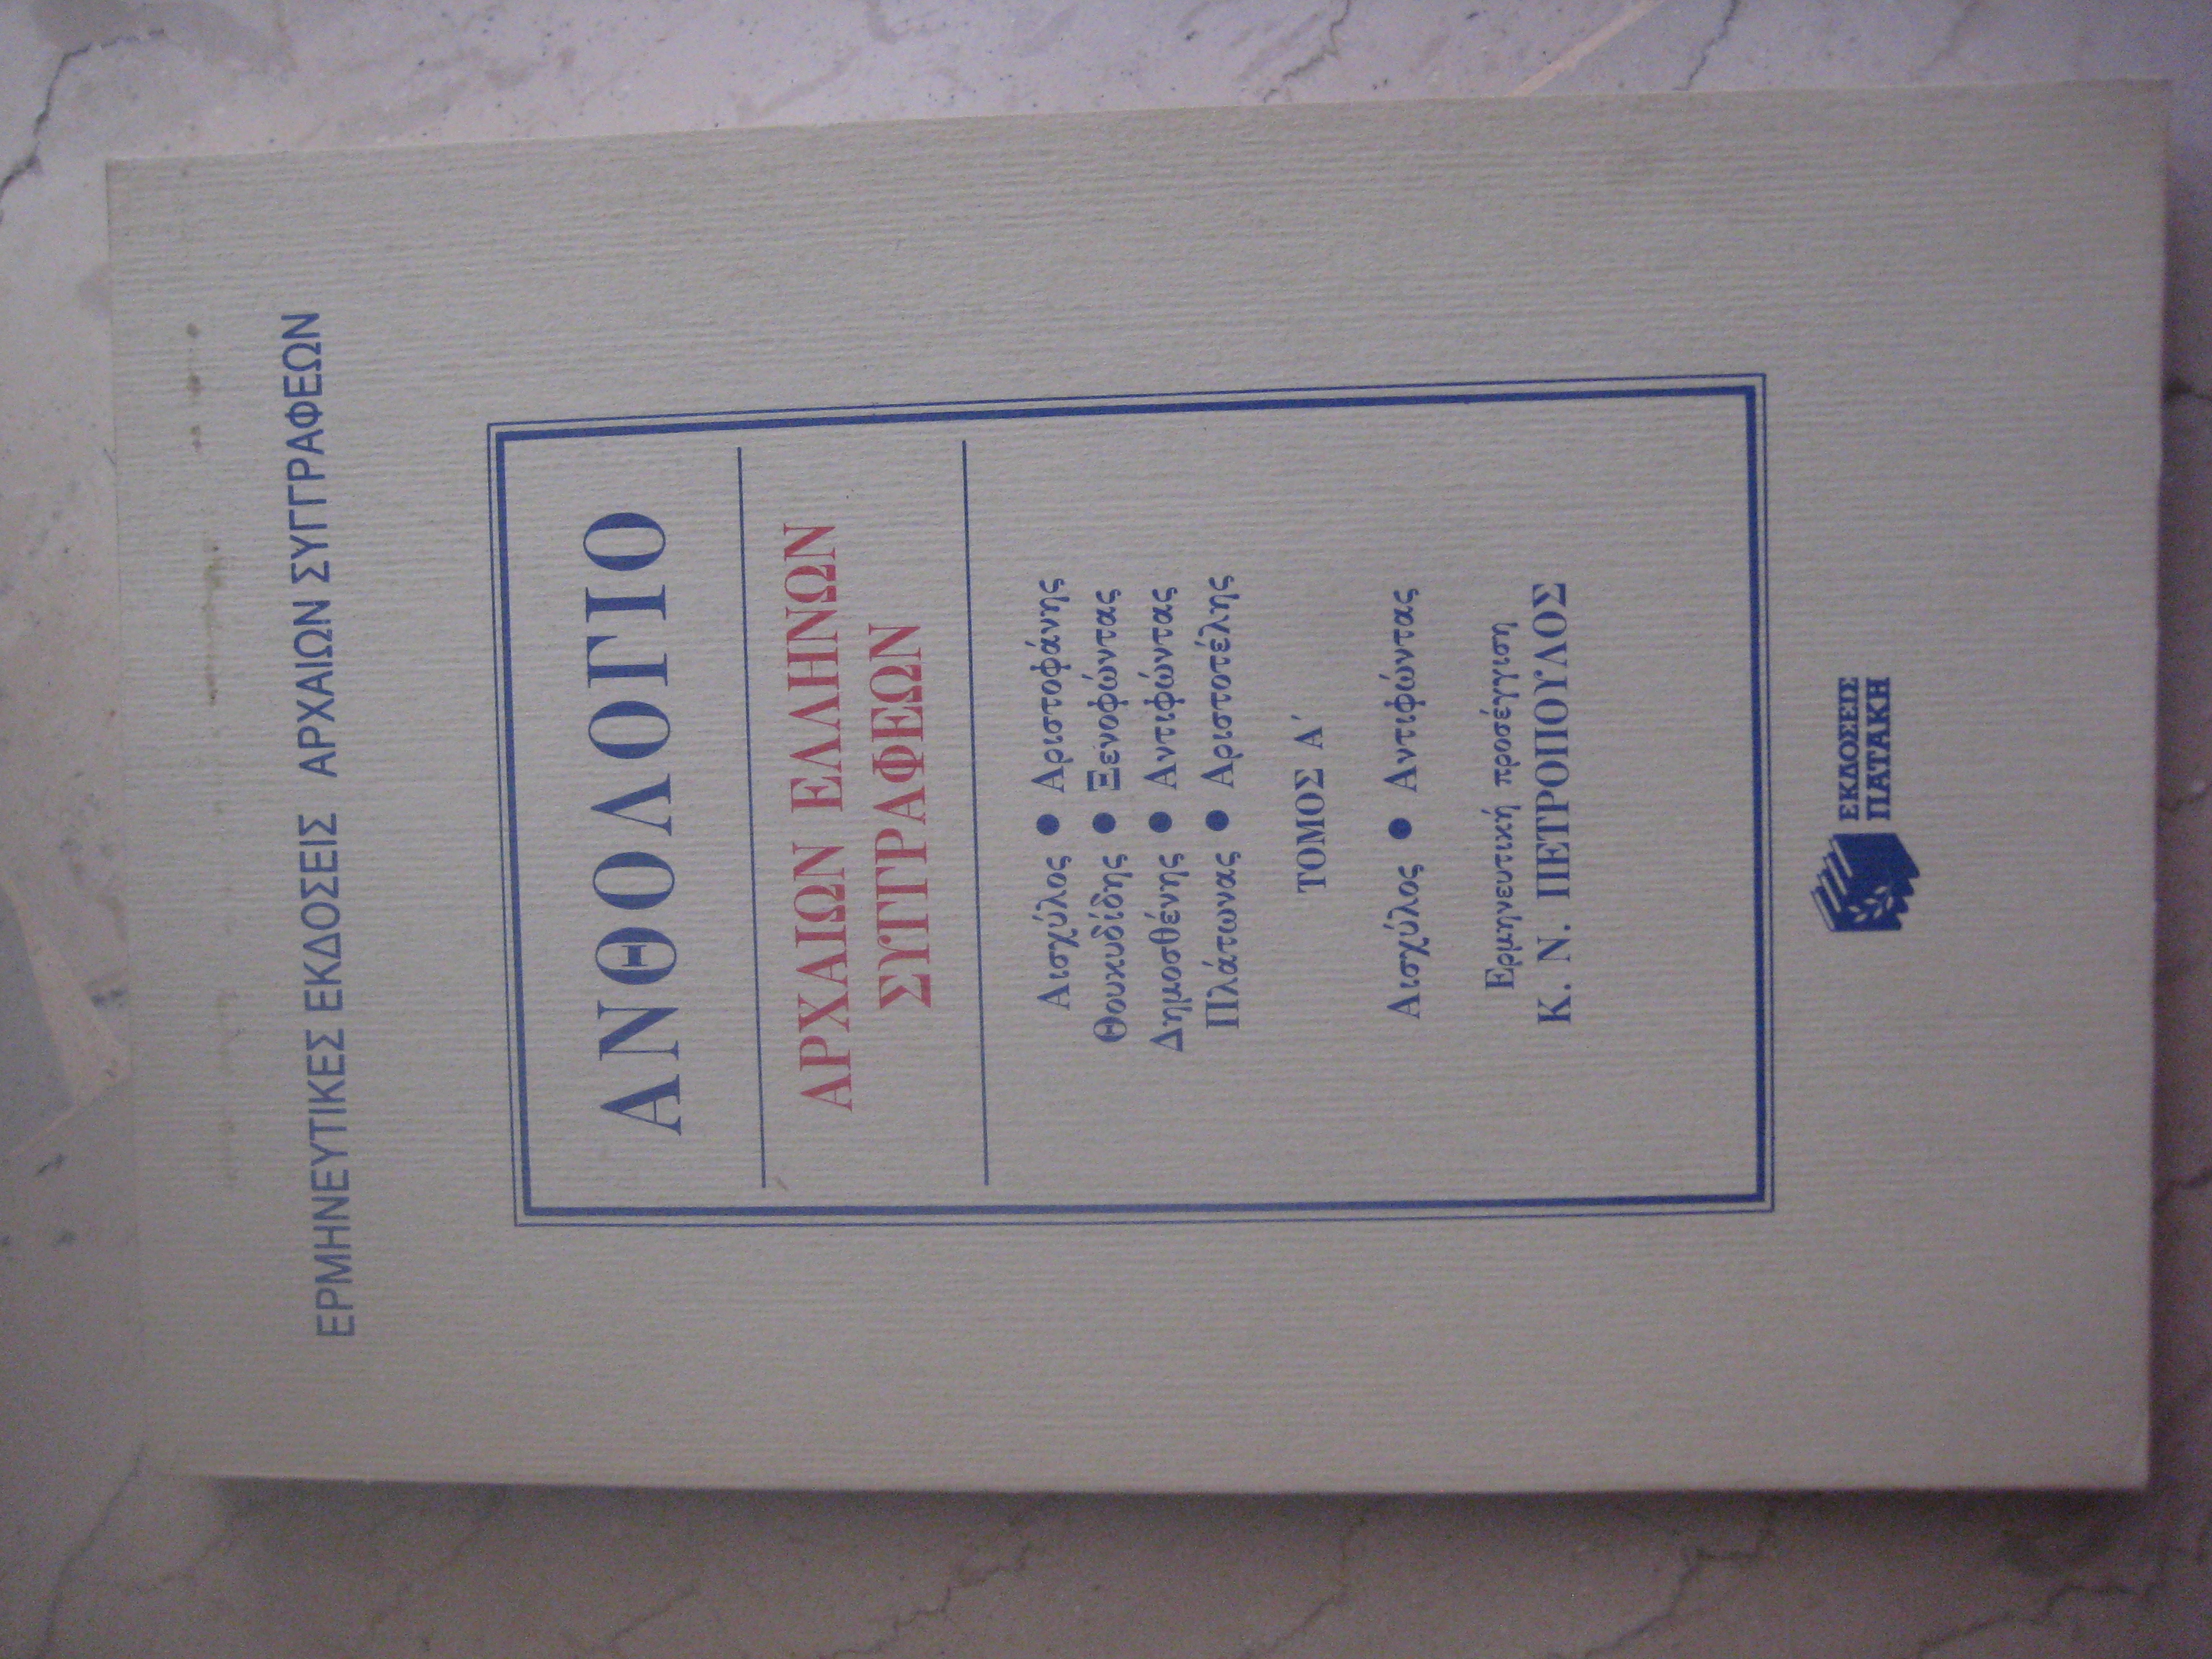 ΕΡΜΗΝΕΥΤΙΚΕΣ ΕΚΔΟΣΕΙΣ ΑΡΧΑΙΩΝ ΣΥΓΓΡΑΦΕΩΝ
ΑΝΘΟΛΟΓΙΟ
ΑΡΧΑΙΩΝ ΕΛΛΗΝΩΝ
ΣΥΓΓΡΑΦΕΩΝ
Αισχύλος ● Αριστοφάνης
Θουκυδίδης ● Ξενοφώντας
Δημοσθένης ● Αντιφώντας
Πλάτωνας ● Αριστοτέλης
ΤΟΜΟΣ Α΄
Αισχύλος ● Αντιφώντας
Ερμηνευτική προσέγγιση
Κ. Ν. ΠΕΤΡΟΠΟΥΛΟΣ
ΕΚΔΟΣΕΙΣ
ΠΑΤΑΚΗ